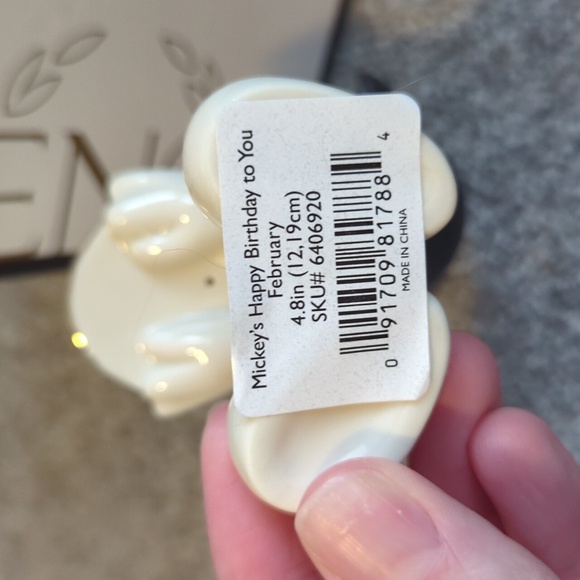 Mickey's Happy Birthday to You
February
4.8in (12,19cm)
SKU# 6406920
0 91709 81788 4
MADE IN CHINA